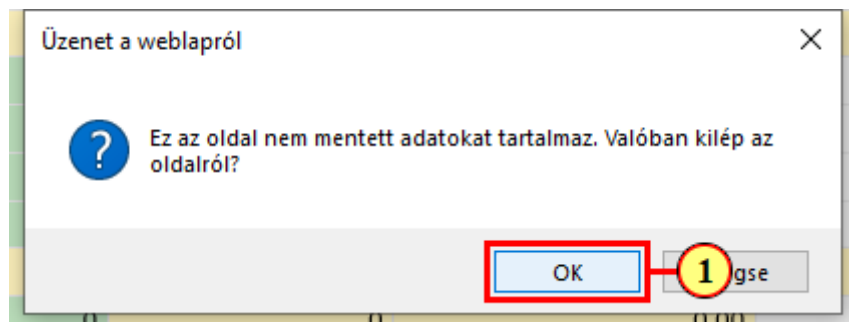 Üzenet a weblapról
Ez az oldal nem mentett adatokat tartalmaz. Valóban kilép az
oldalról?
OK
1
gse